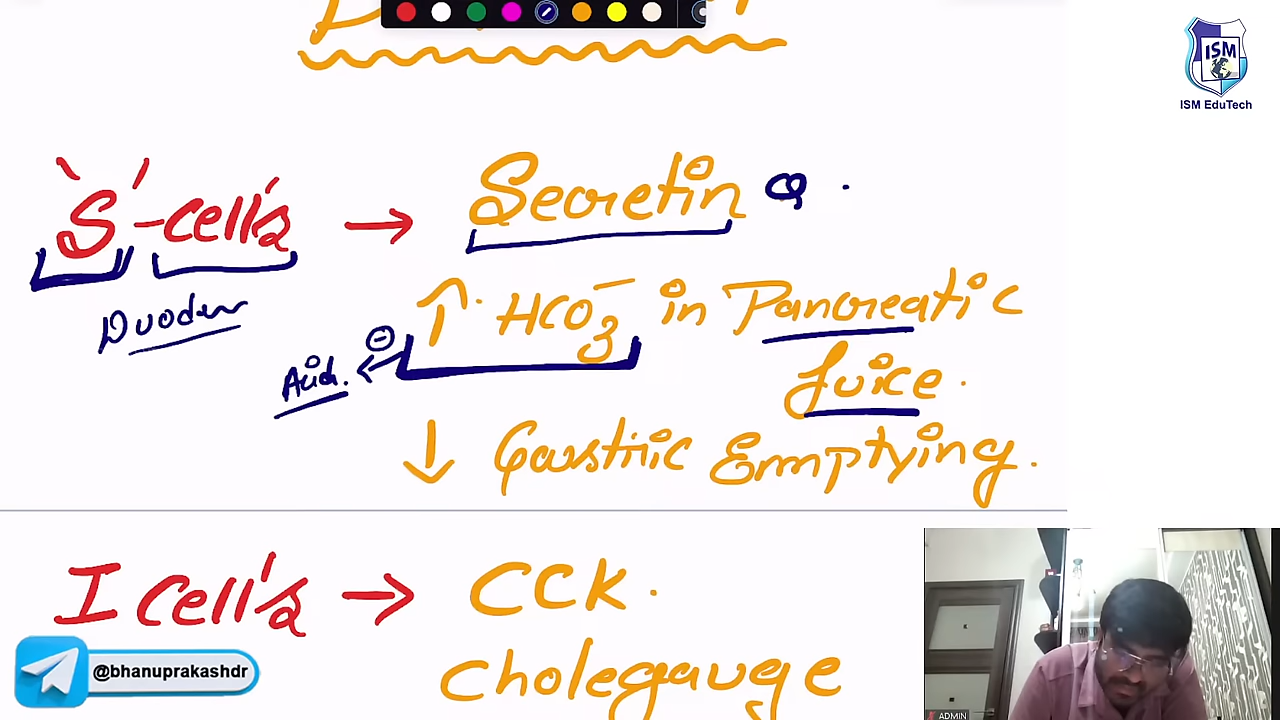 ISM
ISM EduTech
'S'-cell's → Secretin
Duoden
↑ HCO3⁻ in Pancreatic
Juice.
Acid.
↓ Gastric Emptying.
I cell's → CCK.
cholegauge
@bhanuprakashdr
ADMIN